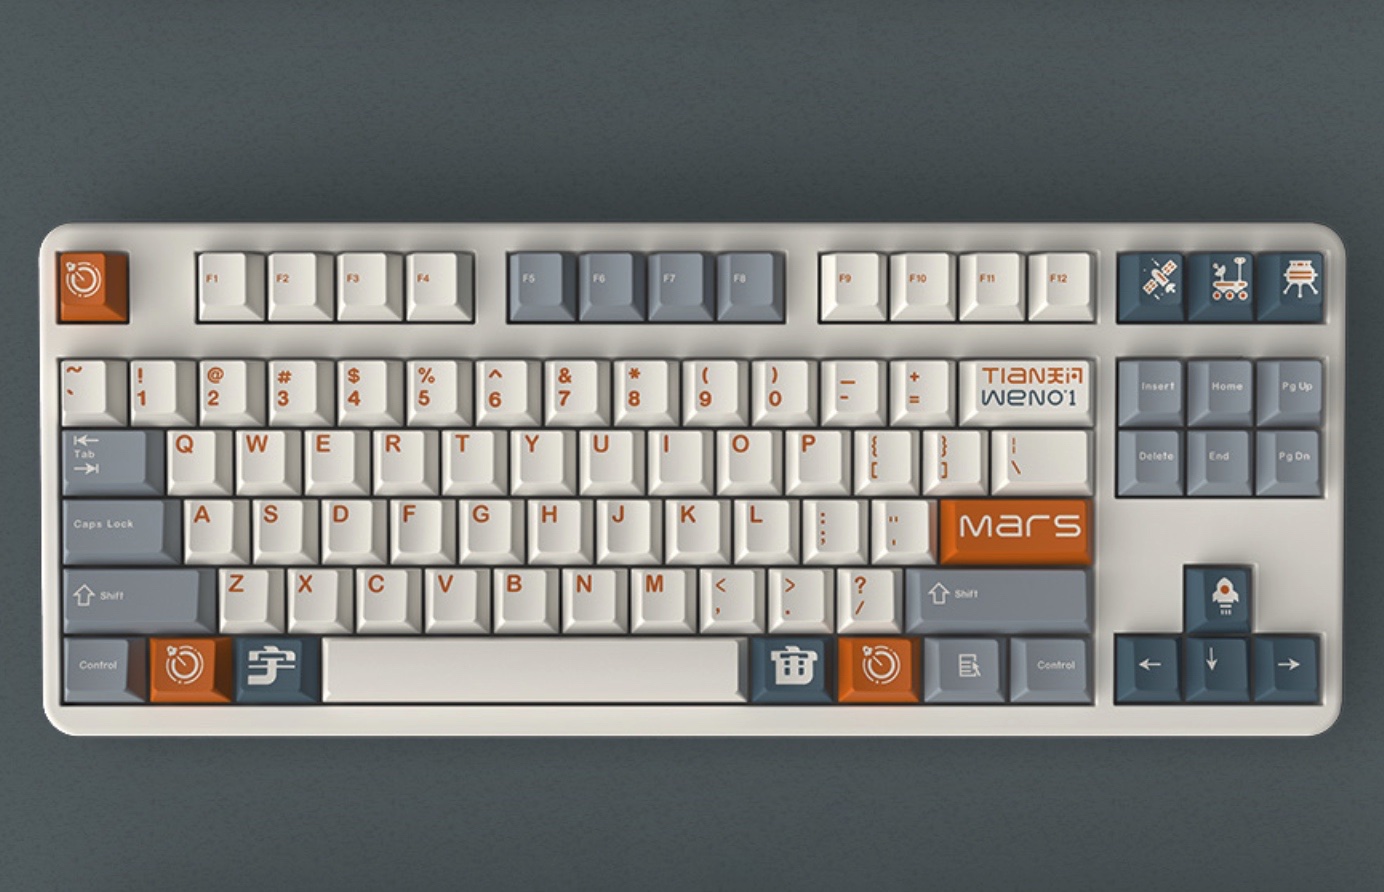 F1 F2 F3 F4 F5 F6 F7 F8 F9 F10 F11 F12
~ ! @ # $ % ^ & * ( ) — +
` 1 2 3 4 5 6 7 8 9 0 - =
TIAN天问
WENO'1
Insert Home Pg Up
Tab Q W E R T Y U I O P { } |
[ ] \
Delete End Pg Dn
Caps Lock A S D F G H J K L : "
; ' Mars
Shift Z X C V B N M < > ? Shift
, . /
Control 宇 宙 Control